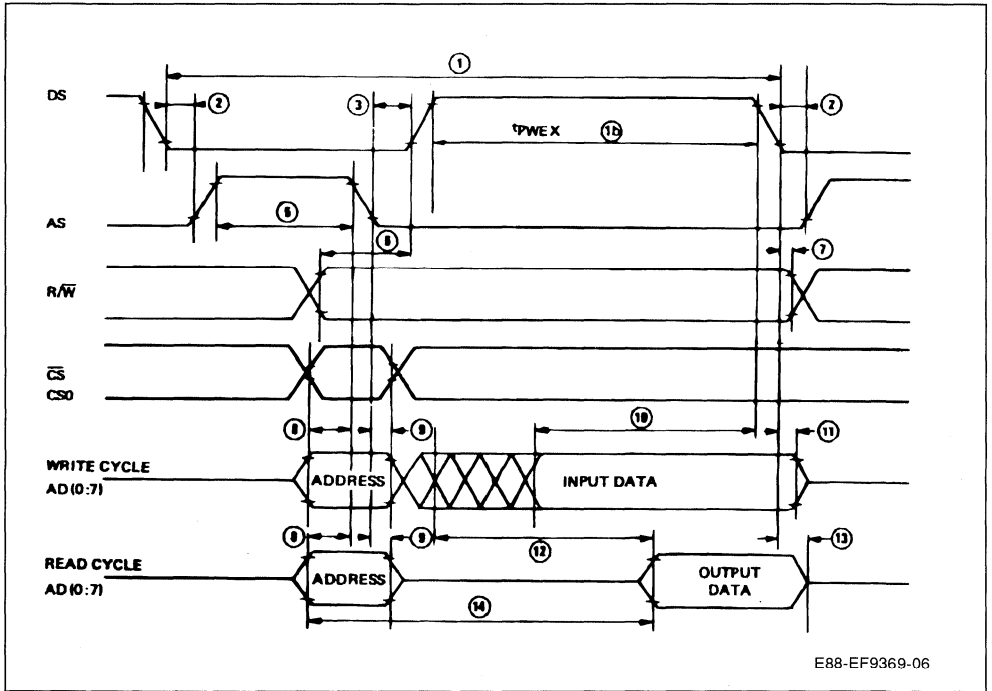 ①
DS
②
③
②
tPWEX
①b
AS
⑤
⑥
⑦
R/W̅
C̅S̅
CS0
⑧
⑨
⑩
⑪
WRITE CYCLE
AD(0:7)
ADDRESS
INPUT DATA
⑧
⑨
⑫
⑬
READ CYCLE
AD(0:7)
ADDRESS
OUTPUT
DATA
⑭
E88-EF9369-06